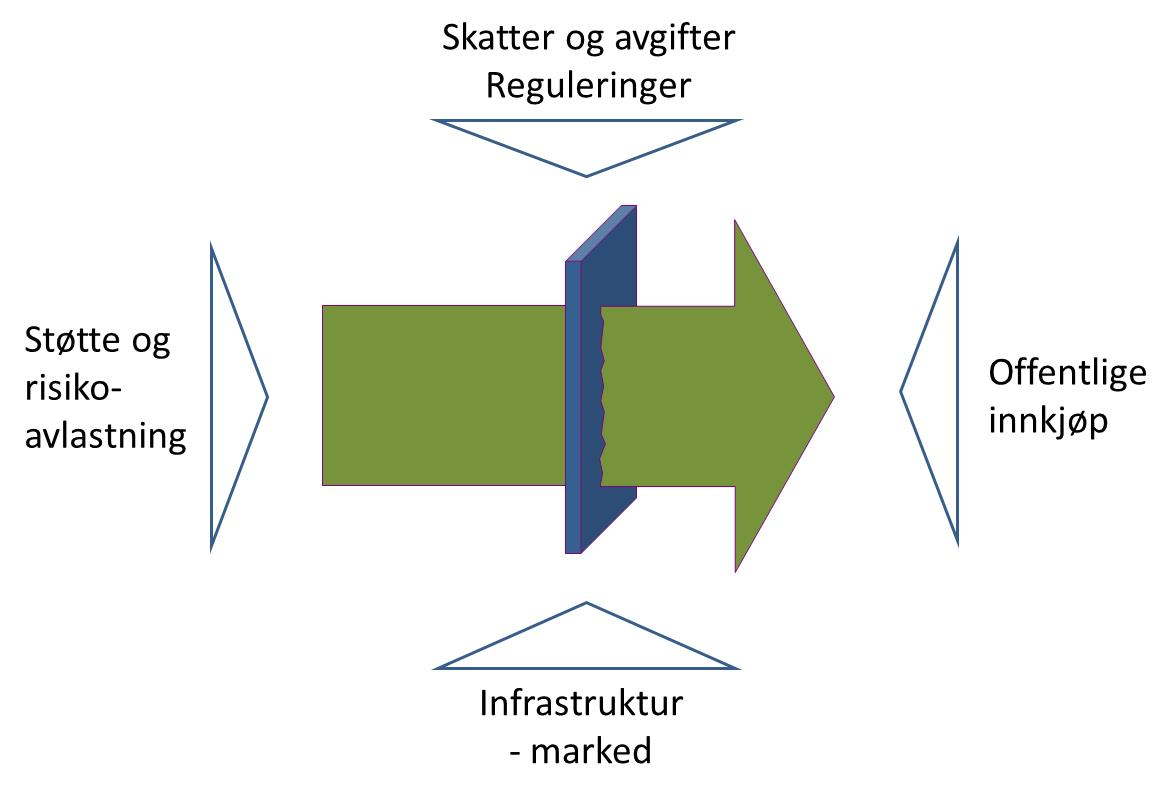 Skatter og avgifter
Reguleringer
Støtte og
risiko-
avlastning
Offentlige
innkjøp
Infrastruktur
- marked